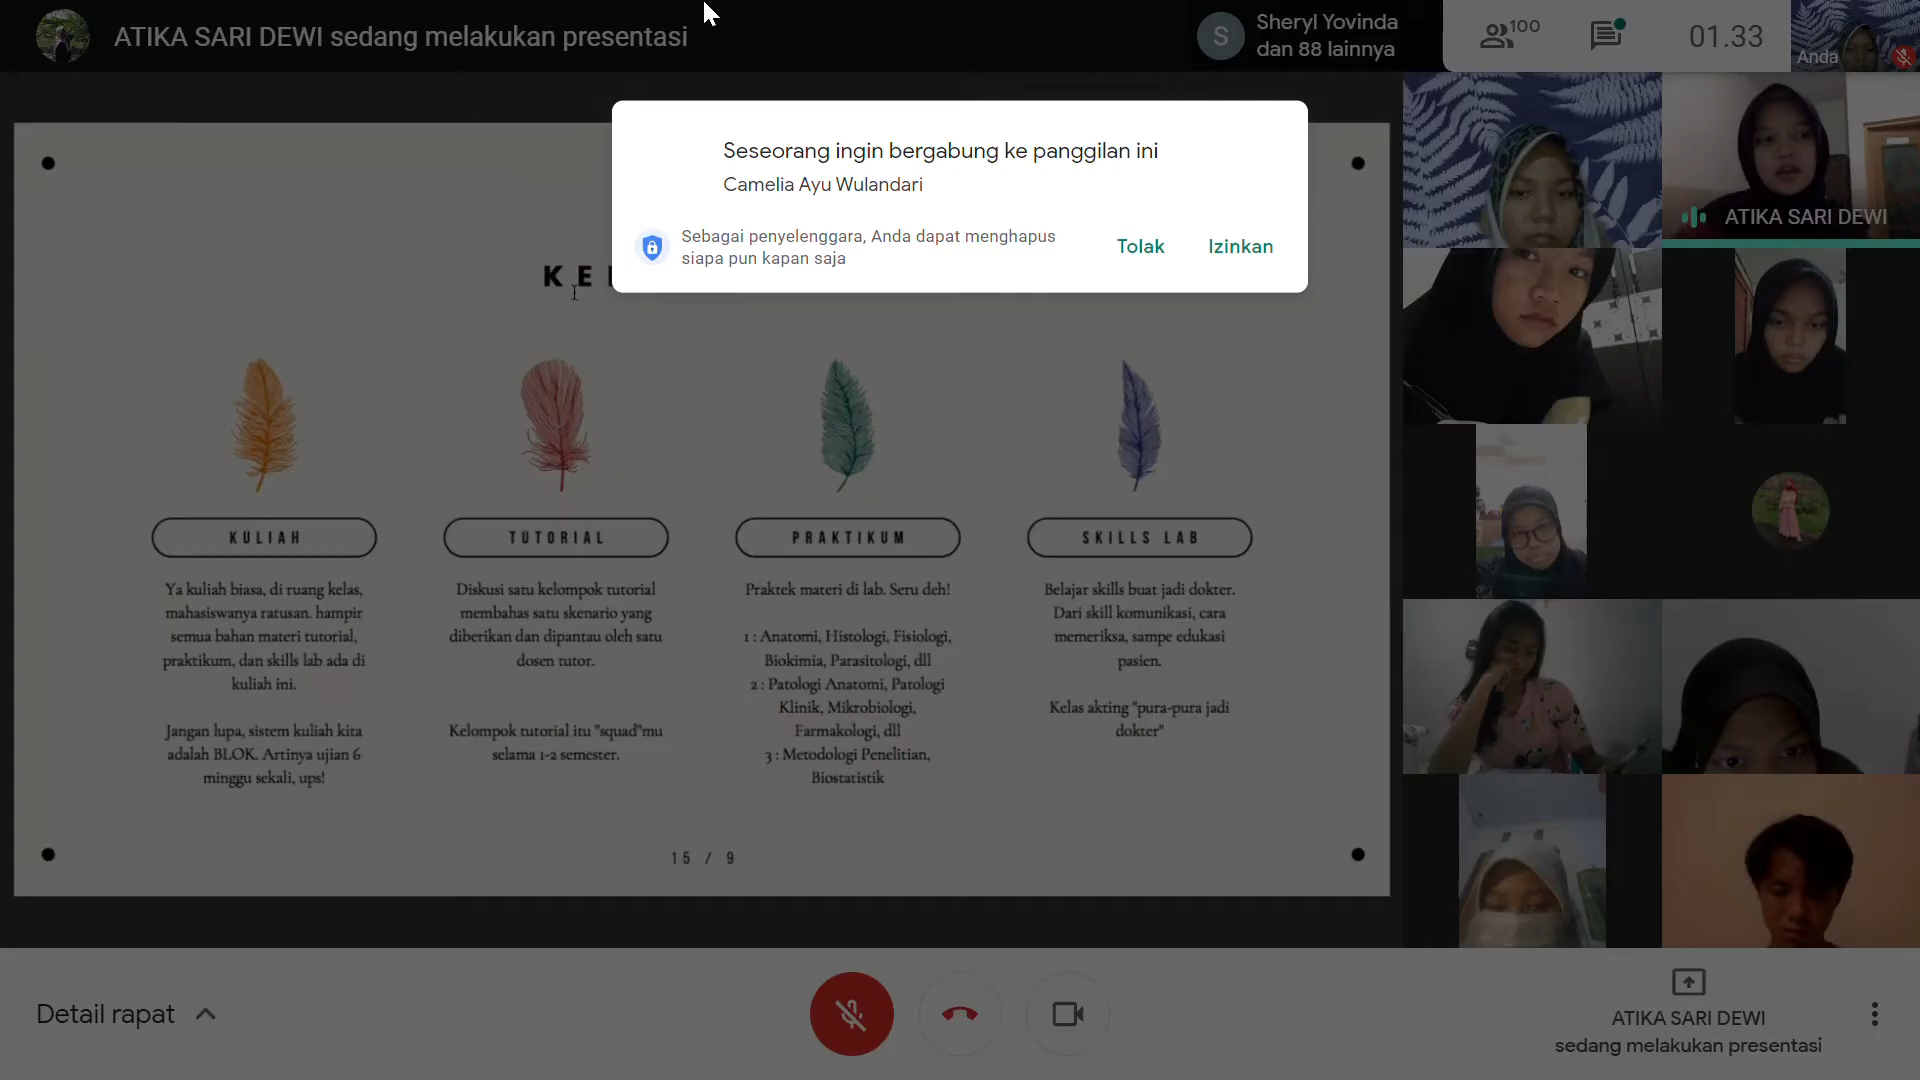 ATIKA SARI DEWI sedang melakukan presentasi
S
Sheryl Yovinda
dan 88 lainnya
100
01.33
Anda
Seseorang ingin bergabung ke panggilan ini
Camelia Ayu Wulandari
Sebagai penyelenggara, Anda dapat menghapus
siapa pun kapan saja
Tolak
Izinkan
ATIKA SARI DEWI
KULIAH
Ya kuliah biasa, di ruang kelas,
mahasiswanya ratusan. hampir
semua bahan materi tutorial,
praktikum, dan skills lab ada di
kuliah ini.
Jangan lupa, sistem kuliah kita
adalah BLOK. Artinya ujian 6
minggu sekali, ups!
TUTORIAL
Diskusi satu kelompok tutorial
membahas satu skenario yang
diberikan dan dipantau oleh satu
dosen tutor.
Kelompok tutorial itu "squad"mu
selama 1-2 semester.
PRAKTIKUM
Praktek materi di lab. Seru deh!
1 : Anatomi, Histologi, Fisiologi,
Biokimia, Parasitologi, dll
2 : Patologi Anatomi, Patologi
Klinik, Mikrobiologi,
Farmakologi, dll
3 : Metodologi Penelitian,
Biostatistik
SKILLS LAB
Belajar skills buat jadi dokter.
Dari skill komunikasi, cara
memeriksa, sampe edukasi
pasien.
Kelas akting "pura-pura jadi
dokter"
15 / 9
Detail rapat
ATIKA SARI DEWI
sedang melakukan presentasi